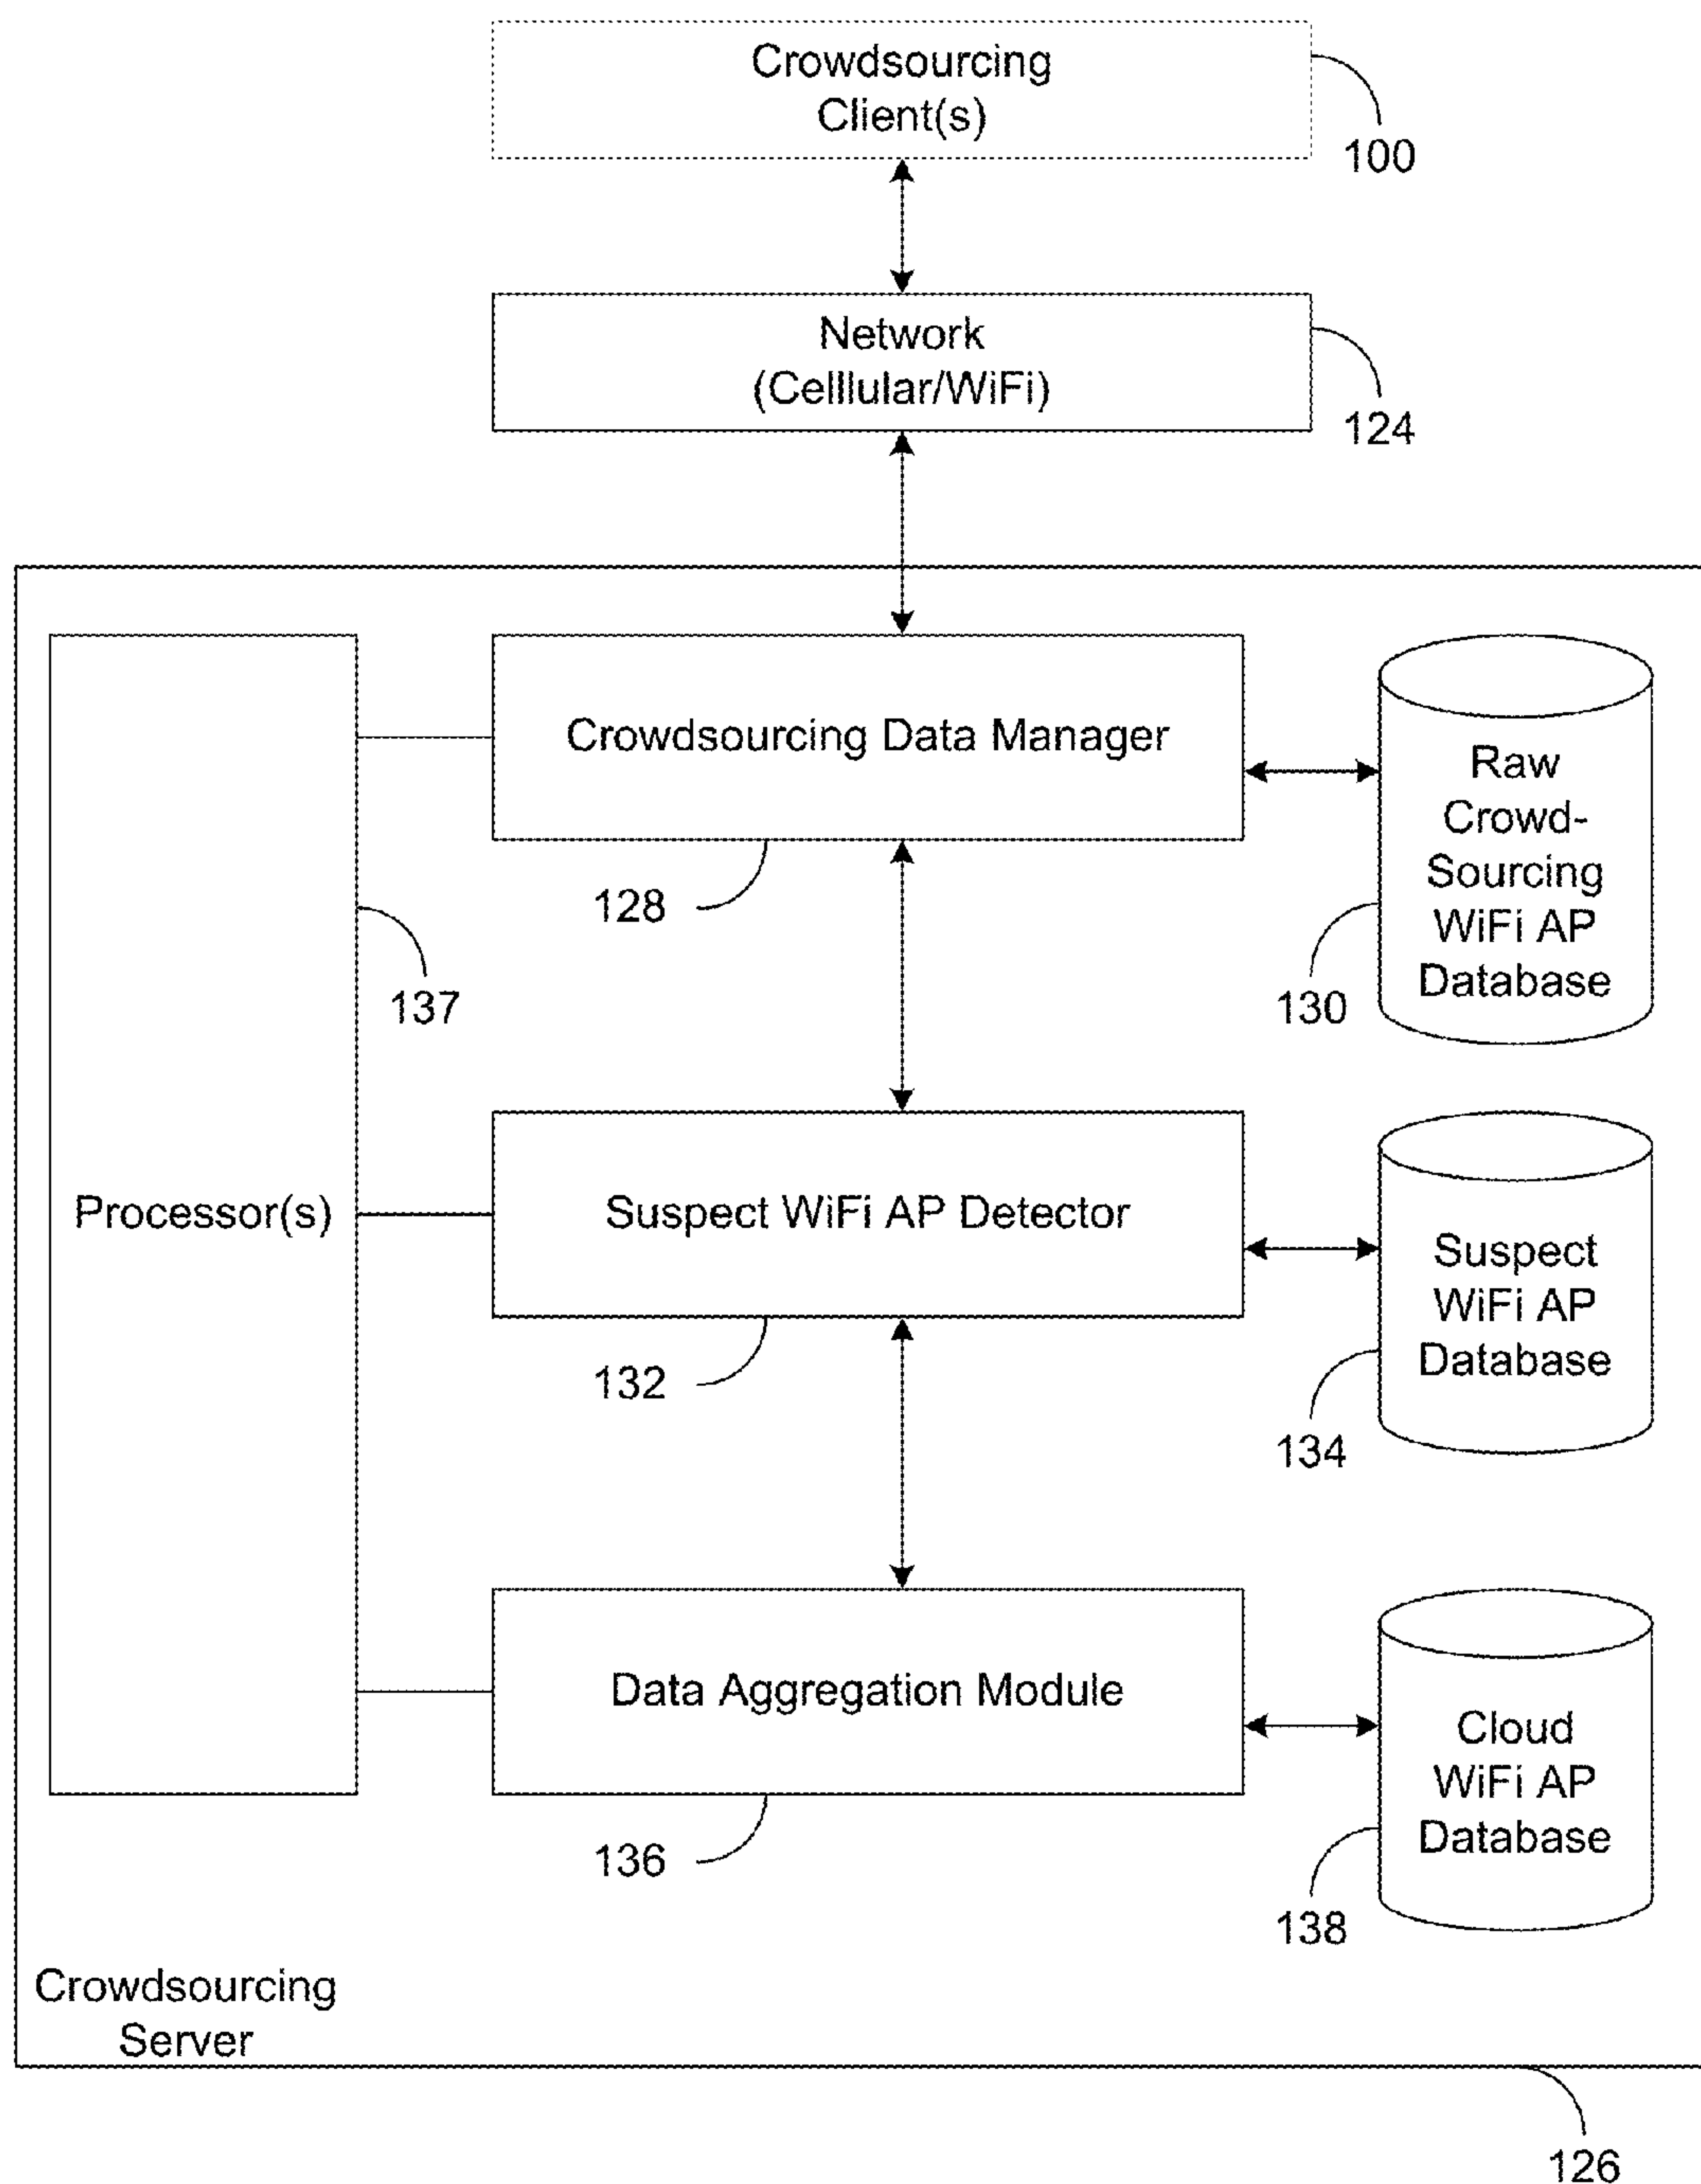 Crowdsourcing
Client(s)
100
Network
(Celllular/WiFi)
124
Crowdsourcing Data Manager
128
Raw
Crowd-
Sourcing
WiFi AP
Database
130
137
Processor(s)
Suspect WiFi AP Detector
132
Suspect
WiFi AP
Database
134
Data Aggregation Module
136
Cloud
WiFi AP
Database
138
Crowdsourcing
Server
126